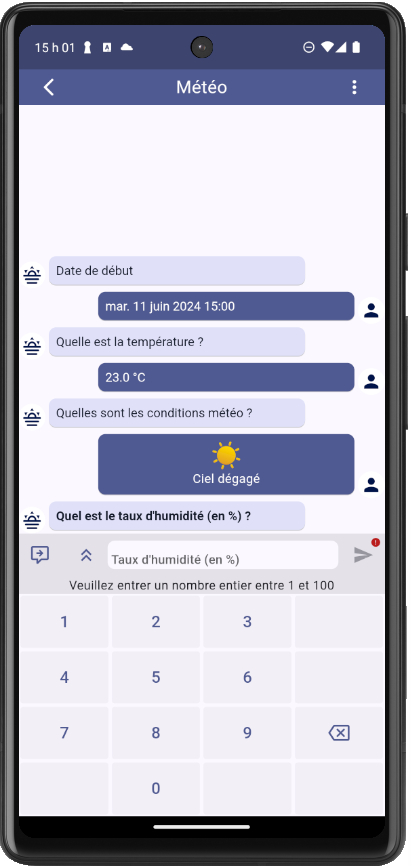 15 h 01
A
Météo
Date de début
mar. 11 juin 2024 15:00
Quelle est la température ?
23.0 °C
Quelles sont les conditions météo ?
Ciel dégagé
Quel est le taux d'humidité (en %) ?
Taux d'humidité (en %)
!
Veuillez entrer un nombre entier entre 1 et 100
1 2 3
4 5 6
7 8 9
0